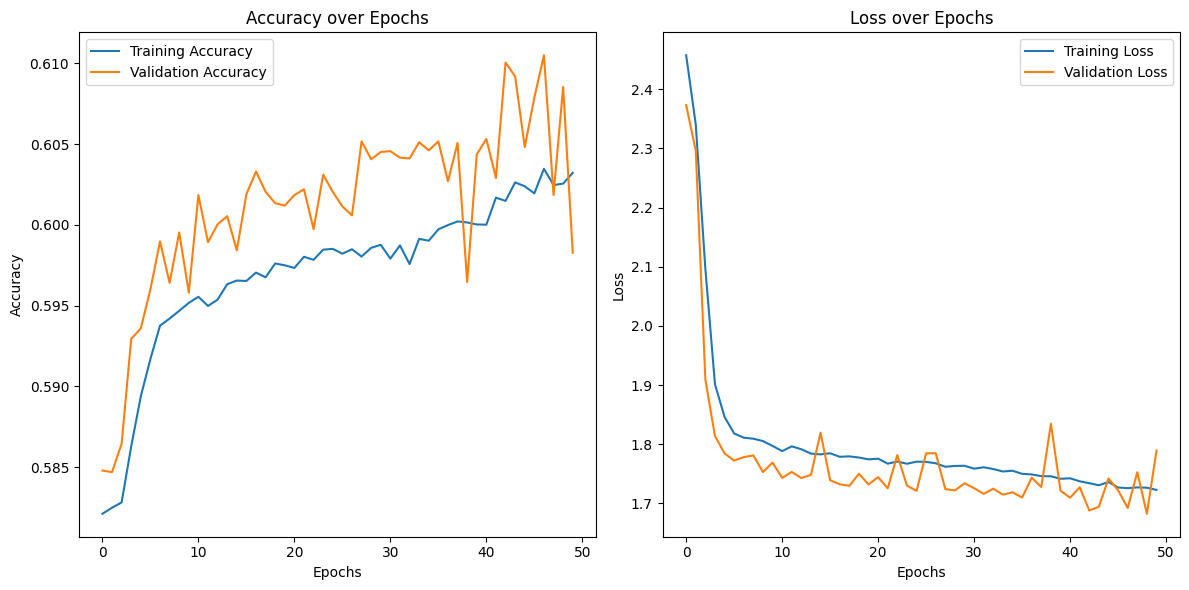 Accuracy over Epochs
Training Accuracy
Validation Accuracy
0.610
0.605
0.600
0.595
0.590
0.585
Accuracy
0 10 20 30 40 50
Epochs
Loss over Epochs
Training Loss
Validation Loss
2.4
2.3
2.2
2.1
2.0
1.9
1.8
1.7
Loss
0 10 20 30 40 50
Epochs